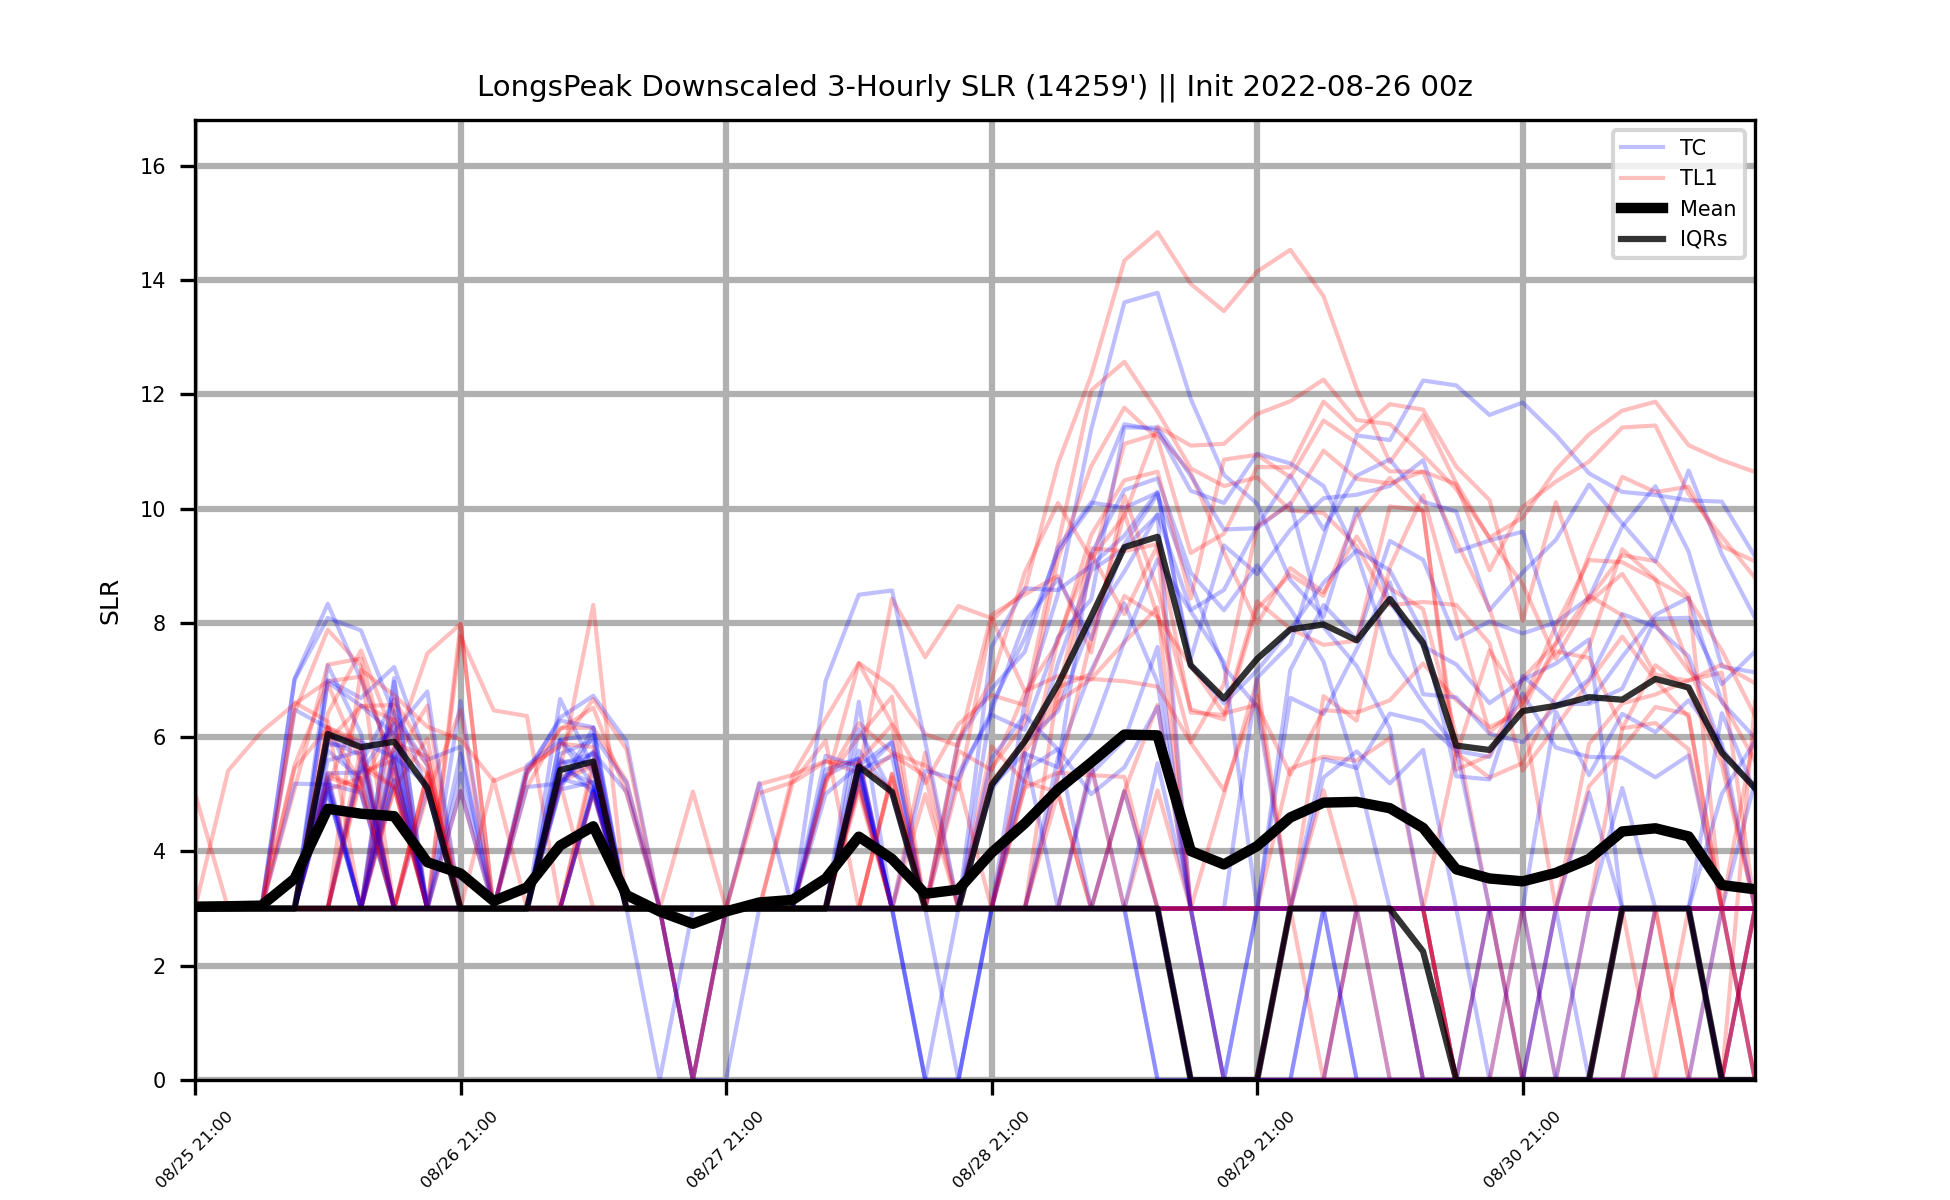 LongsPeak Downscaled 3-Hourly SLR (14259') || Init 2022-08-26 00z
TC
TL1
Mean
IQRs
SLR
16
14
12
10
8
6
4
2
0
08/25 21:00
08/26 21:00
08/27 21:00
08/28 21:00
08/29 21:00
08/30 21:00